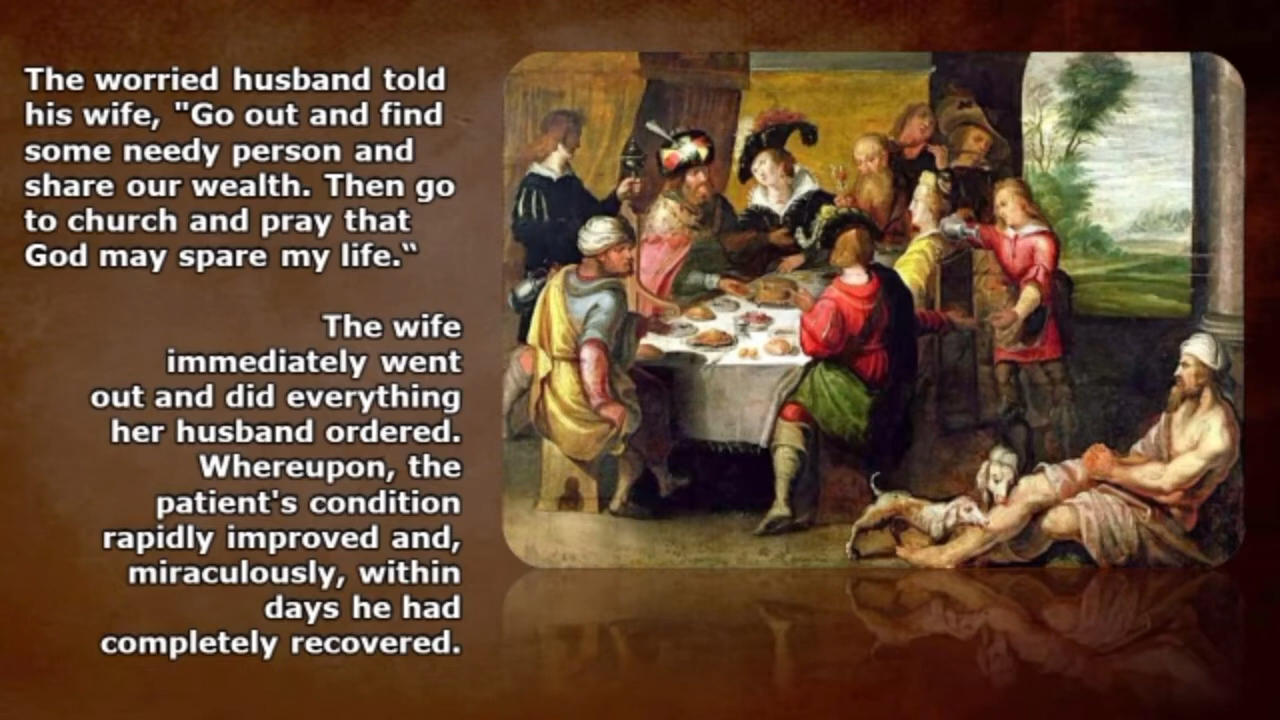 The worried husband told
his wife, "Go out and find
some needy person and
share our wealth. Then go
to church and pray that
God may spare my life.“
The wife
immediately went
out and did everything
her husband ordered.
Whereupon, the
patient's condition
rapidly improved and,
miraculously, within
days he had
completely recovered.